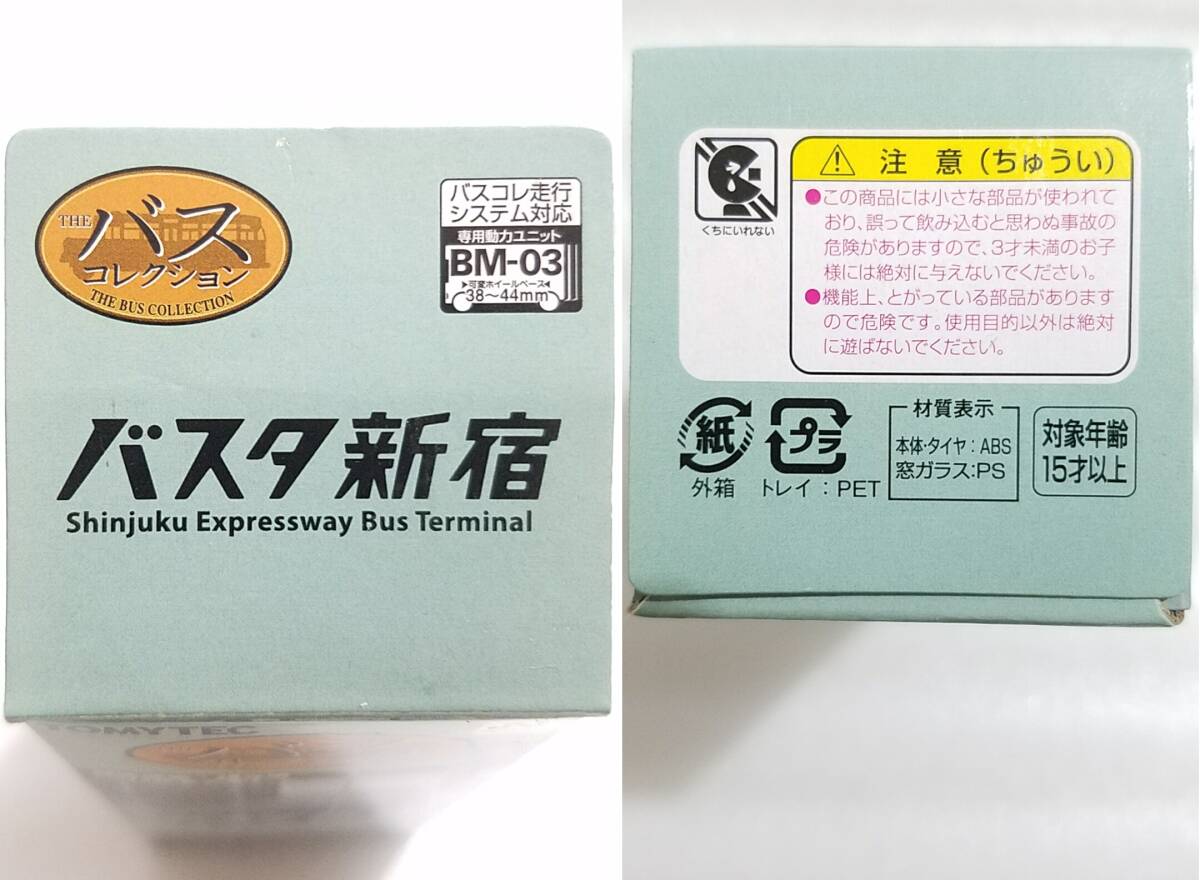 THE
バス
コレクション
THE BUS COLLECTION
バスコレ走行
システム対応
専用動力ユニット
BM-03
▶可変ホイールベース◀
38〜44mm
バスタ新宿
Shinjuku Expressway Bus Terminal
TOMYTEC
くちにいれない
⚠ 注 意（ちゅうい）
●この商品には小さな部品が使われて
おり、誤って飲み込むと思わぬ事故の
危険がありますので、3才未満のお子
様には絶対に与えないでください。
●機能上、とがっている部品があります
ので危険です。使用目的以外は絶対
に遊ばないでください。
紙
外箱
プラ
トレイ：PET
材質表示
本体・タイヤ：ABS
窓ガラス：PS
対象年齢
15才以上